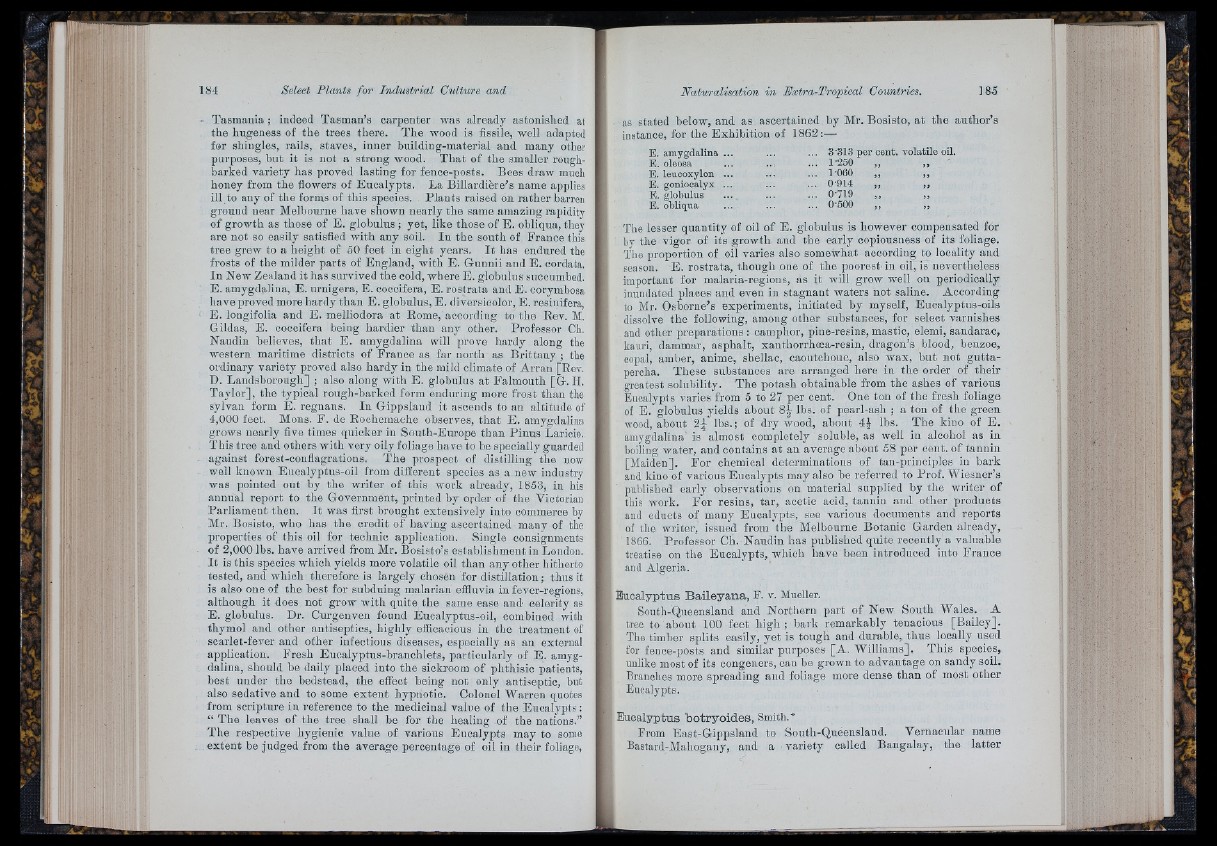 184 Select Plants for Industrial Culture and
Tasmania ; indeed Tasman's carpenter was already astonished at
the hugeness of the trees there. The wood is fissile, well adapted
for shingles, rails, staves, inner building-material and many other
purposes, but it is not a strong wood. That of the smaller rough-
barked variety has proved lasting for fence-posts. Bees draw much
honey from the flowers of Eucalypts. La Billardière's name applies
ill to any of the forms of this species. Plants raised on rather barren
ground near Melbourne have shown nearly the same amazing rapidity
of growth as those of E. globulus ; yet, like those of E. obliqua, they
are not so easily satisfied with any soil. In the south of France this
tree grew to a height of 50 feet in eight years. It has endured the
frosts of the milder parts of England, with E. Gunnii and E. cordata.
In New Zealand it has survived the cold, where E. globulus succumbed.
E. amygdalina, E. urnigera, E. coccifera, E. rostrata and E. corymbosa
have proved more hardy than E. globulus, E. diversicolor, E. resinifera,
E. longifolia and E. melliodora at Rome, according to the Rev. M.
Gildas, E. coccifera being hardier than any other. Professor Ch.
Naudin believes, that E. amygdalina will prove hardy along the
western maritime districts of France as far north as Brittany ; the
ordinary variety proved also hardy in the mild climate of Arran [Rev.
D. Landsborough] ; also along with E. globulus at Falmouth [G. H.
Taylor], the typical rough-barked form enduring more frost than the
sylvan form E. regnans. In Gippsland it ascends to an altitude of
4,000 feet. Mons. F. de Rochemache observes, that E. amygdalina
grows nearly five times quicker in South-Europe than Pinus Laricio.
This tree and others with very oily foliage have to be specially guarded
against forest-conflagrations. The prospect of distilling the now
well known Eucalyptus-oil from different species as a new industry
was pointed out by the writer of this work already, 1853, in his
annual report to the Government, printed by order of the Victorian
Parliament then. It was first brought extensively into commerce by
Mr. Bosisto, who has the credit of having ascertained many of the
properties of this oil for technic application. Single consignments
of 2,000 lbs. have arrived from Mr. Bosisto's establishment in London.
It is this species which yields more volatile oil than any other hitherto
tested, and which therefore is largely chosen for distillation ; thus it
is also one of the best for subduing malarian effluvia in fever-regions,
although it does not grow with quite the same ease and celerity as
E. globulus. Dr. Curgenven found Eucalyptus-oil, combined with
thymol and other antiseptics, highly efficacious in the treatment of
scarlet-fever and other infectious diseases, especially as an external
application. Fresh Eucalyptus-branchlets, particularly of E. amyg-
dalina, should be daily placed into the sickroom of phthisic patients,
best under the bedstead, the effect being not only antiseptic, but
also sedative and to some extent hypnotic. Colonel Warren quotes
from scripture in reference to the medicinal value of the Eucalypts :
" The leaves of the tree shall be for the healing of the nations."
The respective hygienic value of various Eucalypts may to some
extent be judged from the average percentage of oil in their foliage,
Naturalisation in Extra-Tropical Countries. 185
as stated below, and as ascertained by Mr. Bosisto, at the author's
instance, for the Exhibition of 1862 :—
E. amygdalina ... ... ... 3·313 per cent. volatile oil.
E. oleosa ... ... ... 1·250 ,, ,,
E. leucoxylon ... ... ... 1·060 ,, ,,
E. goniocalyx ... ... ... 0·914 ,, ,,
E. globulus ... ... ... 0·719 ,, ,,
E. obliqua ... ... ... 0·500 ,, ,,
The lesser quantity of oil of E. globulus is however compensated for
by the vigor of its growth and the early copiousness of its foliage.
The proportion of oil varies also somewhat according to locality and
season. E. rostrata, though one of the poorest in oil, is nevertheless
important for malaria-regions, as it will grow well on periodically
inundated places and even in stagnant waters not saline. According
to Mr. Osborne's experiments, initiated by myself, Eucalyptus-oils
dissolve the following, among other substances, for select varnishes
and other preparations : camphor, pine-resins, mastic, elemi, sandarac,
kauri, dammar, asphalt, xanthorrhœa-resin, dragon's blood, benzoe,
copal, amber, anime, shellac, caoutchouc, also wax, but not gutta-
percha. These substances are arranged here in the order of their
greatest solubility. The potash obtainable from the ashes of various
Eucalypts varies from 5 to 27 per cent. One ton of the fresh foliage
of E. globulus yields about 8½ lbs. of pearl-ash ; a ton of the green
wood, about 2¼ lbs. ; of dry wood, about 4½ lbs. The kino of E.
amygdalina is almost completely soluble, as well in alcohol as in
boiling water, and contains at an average about 58 per cent. of tannin
[Maiden]. For chemical determinations of tan-principles in bark
and kino of various Eucalypts may also be referred to Prof. Wiesner's
published early observations on material supplied by the writer of
this work. For resins, tar, acetic acid, tannin and other products
and educts of many Eucalypts, see various documents and reports
of the writer, issued from the Melbourne Botanic Garden already,
1866. Professor Ch. Naudin has published quite recently a valuable
treatise on the Eucalypts, which have been introduced into France
and Algeria.
Eucalyptus Baileyana, F. v. Mueller.
South-Queensland and Northern part of New South Wales. A
tree to about 100 feet high ; bark remarkably tenacious [Bailey].
The timber splits easily, yet is tough and durable, thus locally used
for fence-posts and similar purposes [A. Williams]. This species,
unlike most of its congeners, can be grown to advantage on sandy soil.
Branches more spreading and foliage more dense than of most other
Eucalypts.
Eucalyptus botryoides, Smith.*
From East-Gippsland to South-Queensland. Vernacular name
Bastard-Mahogany, and a variety called Bangalay, the latter